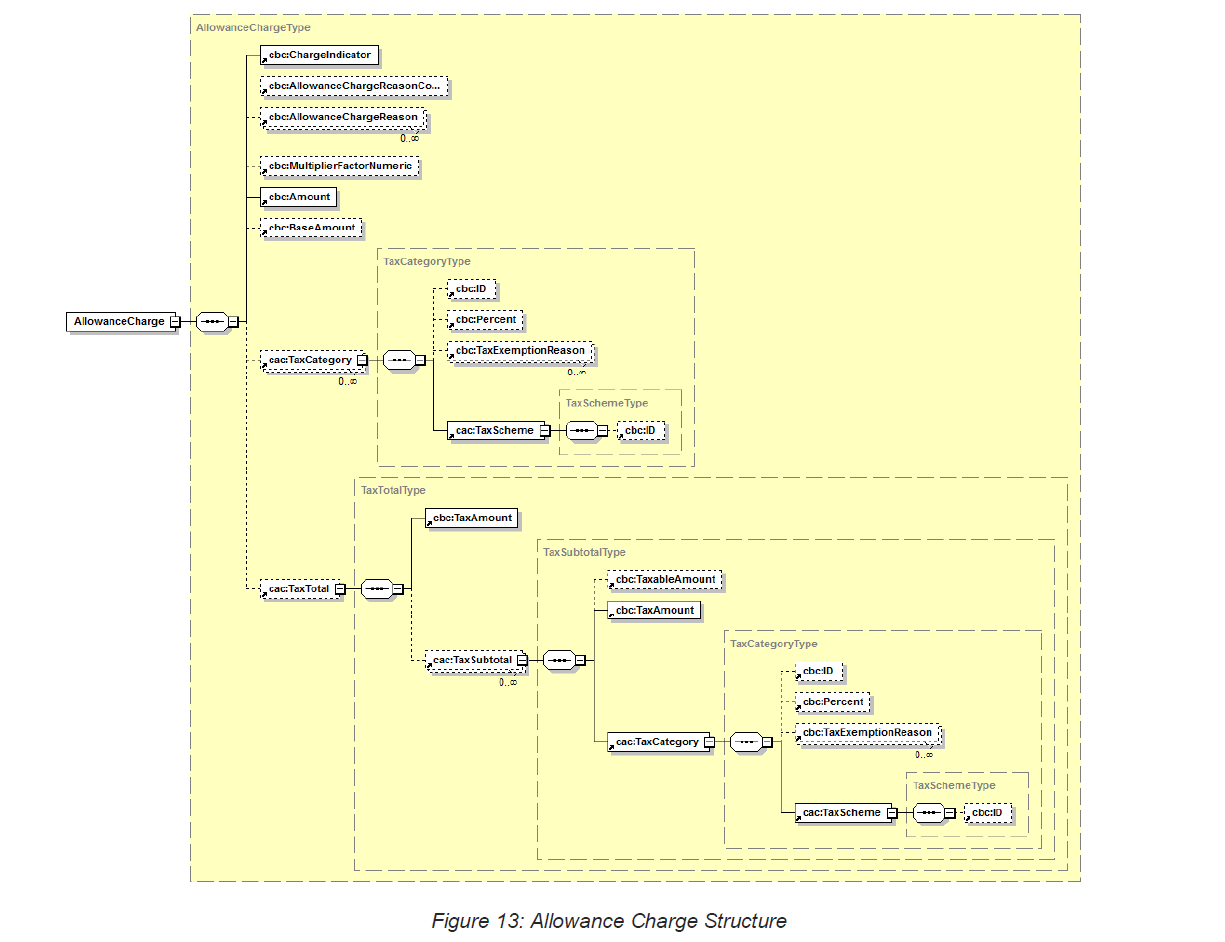 AllowanceChargeType
cbc:ChargeIndicator
cbc:AllowanceChargeReasonCo...
cbc:AllowanceChargeReason
0..∞
cbc:MultiplierFactorNumeric
cbc:Amount
cbc:BaseAmount
TaxCategoryType
cbc:ID
cbc:Percent
AllowanceCharge
cbc:TaxExemptionReason
0..∞
cac:TaxCategory
0..∞
TaxSchemeType
cac:TaxScheme
cbc:ID
TaxTotalType
cbc:TaxAmount
TaxSubtotalType
cbc:TaxableAmount
cac:TaxTotal
cbc:TaxAmount
TaxCategoryType
cac:TaxSubtotal
0..∞
cbc:ID
cbc:Percent
cbc:TaxExemptionReason
0..∞
cac:TaxCategory
TaxSchemeType
cac:TaxScheme
cbc:ID
Figure 13: Allowance Charge Structure